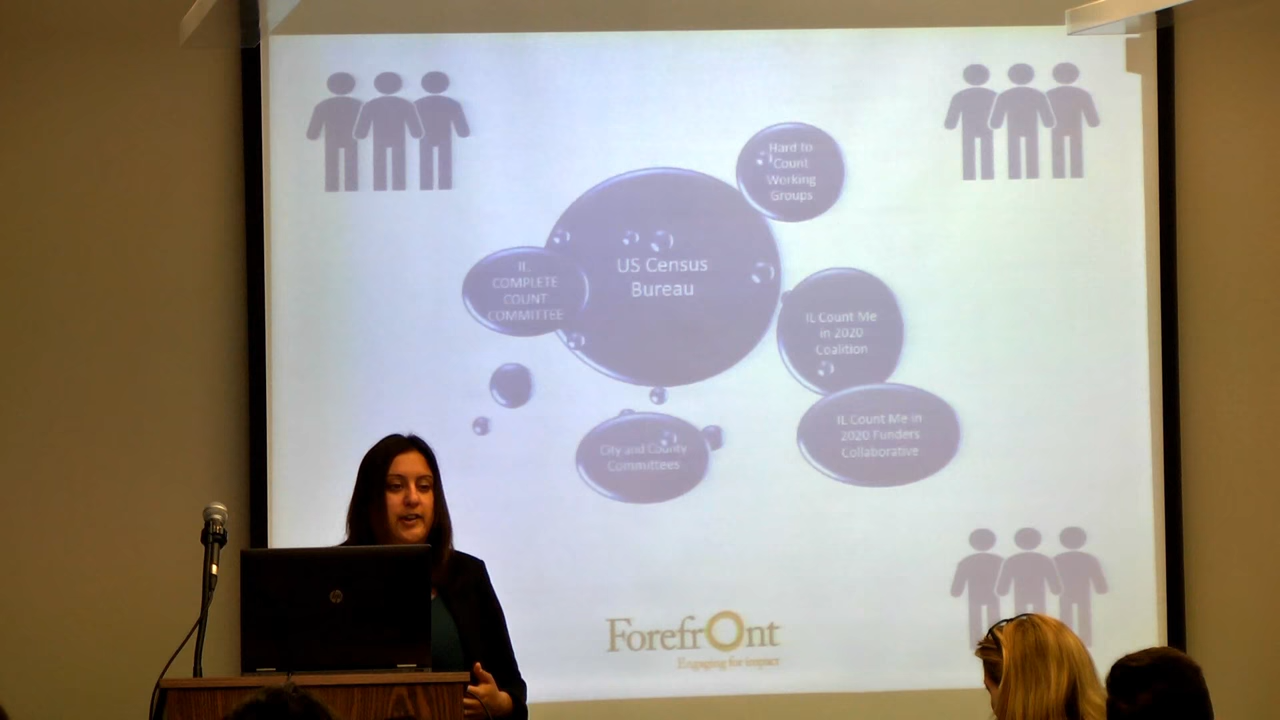 Hard to
Count
Working
Groups
US Census
Bureau
IL
COMPLETE
COUNT
COMMITTEE
IL Count Me
in 2020
Coalition
IL Count Me in
2020 Funders
Collaborative
City and County
Committees
ForefrOnt
Engaging for impact
hp